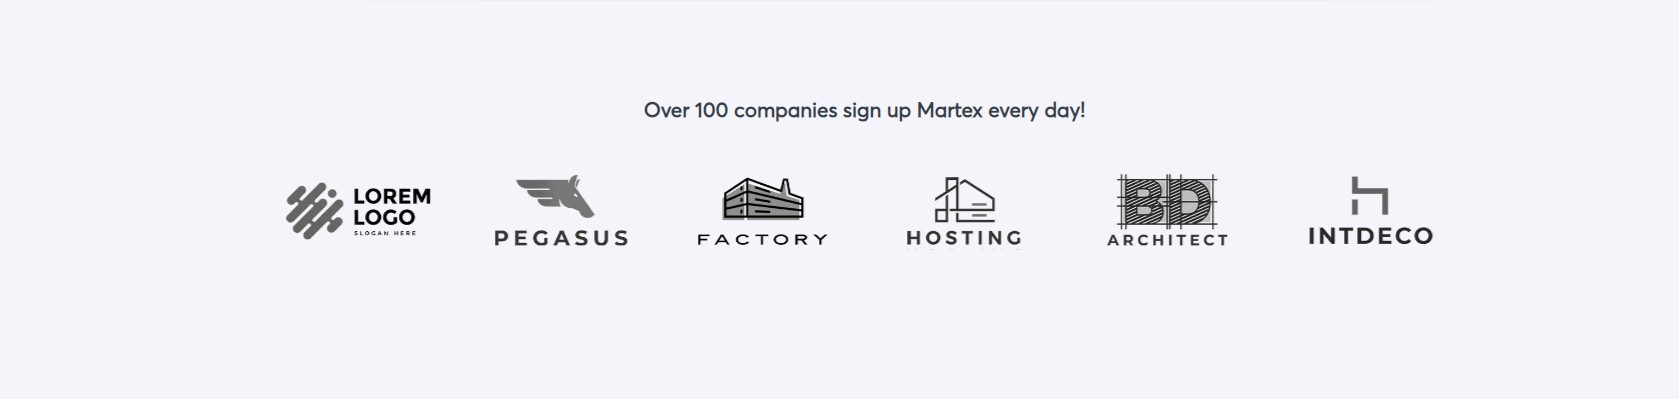 Over 100 companies sign up Martex every day!
LOREM
LOGO
SLOGAN HERE
PEGASUS
FACTORY
HOSTING
BD
ARCHITECT
INTDECO